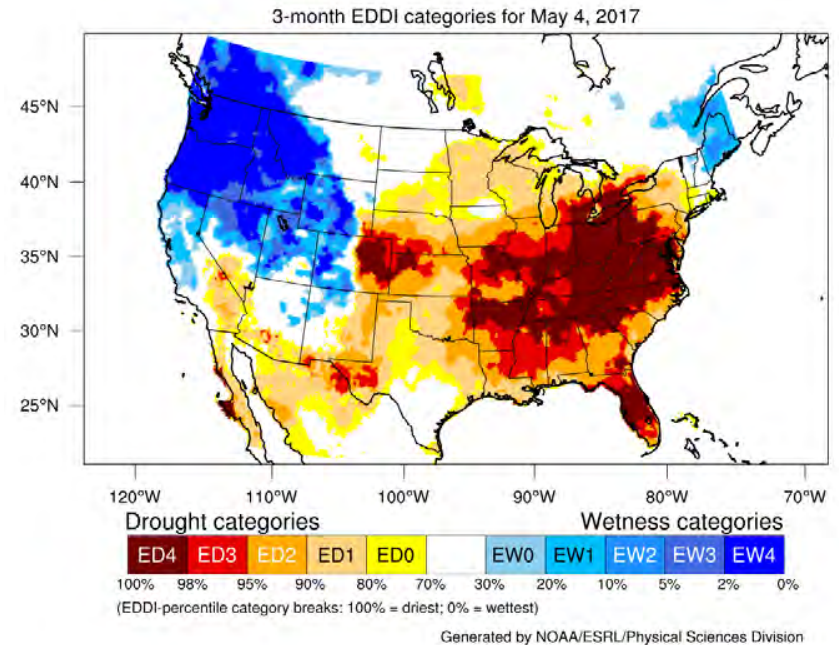 3-month EDDI categories for May 4, 2017
45°N
40°N
35°N
30°N
25°N
120°W 110°W 100°W 90°W 80°W 70°W
Drought categories Wetness categories
ED4 ED3 ED2 ED1 ED0 EW0 EW1 EW2 EW3 EW4
100% 98% 95% 90% 80% 70% 30% 20% 10% 5% 2% 0%
(EDDI-percentile category breaks: 100% = driest; 0% = wettest)
Generated by NOAA/ESRL/Physical Sciences Division